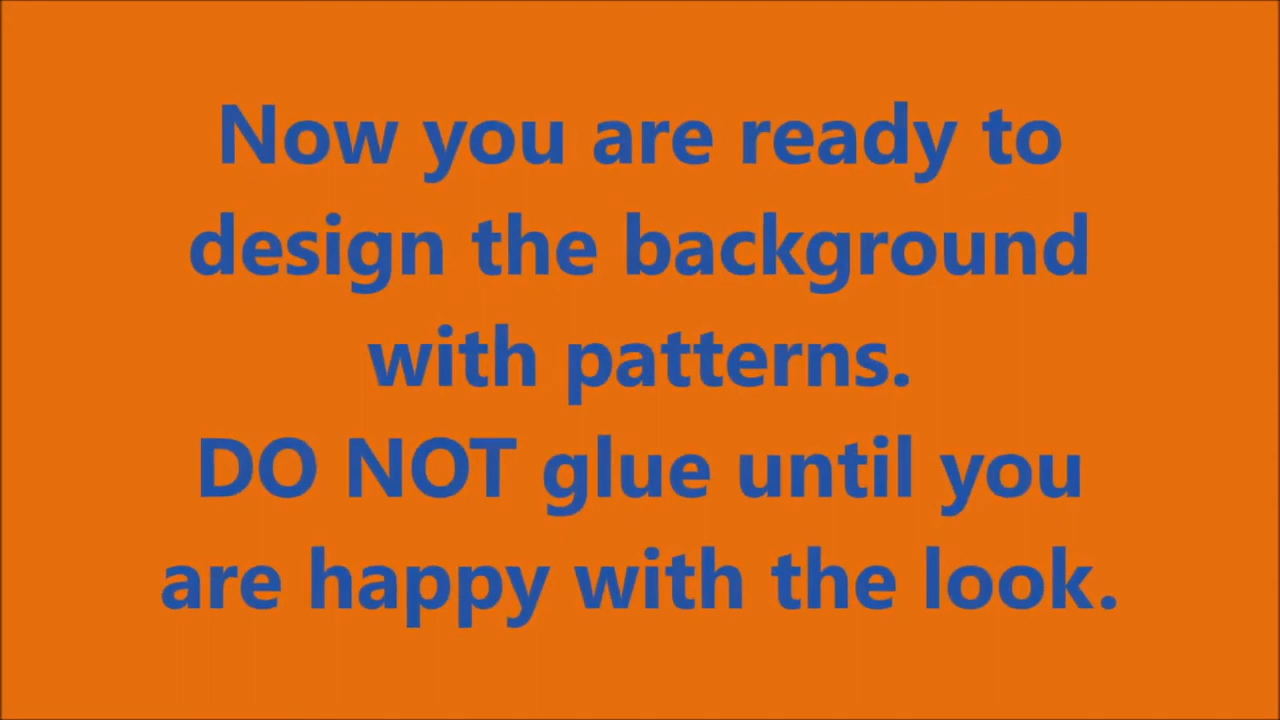 Now you are ready to
design the background
with patterns.
DO NOT glue until you
are happy with the look.